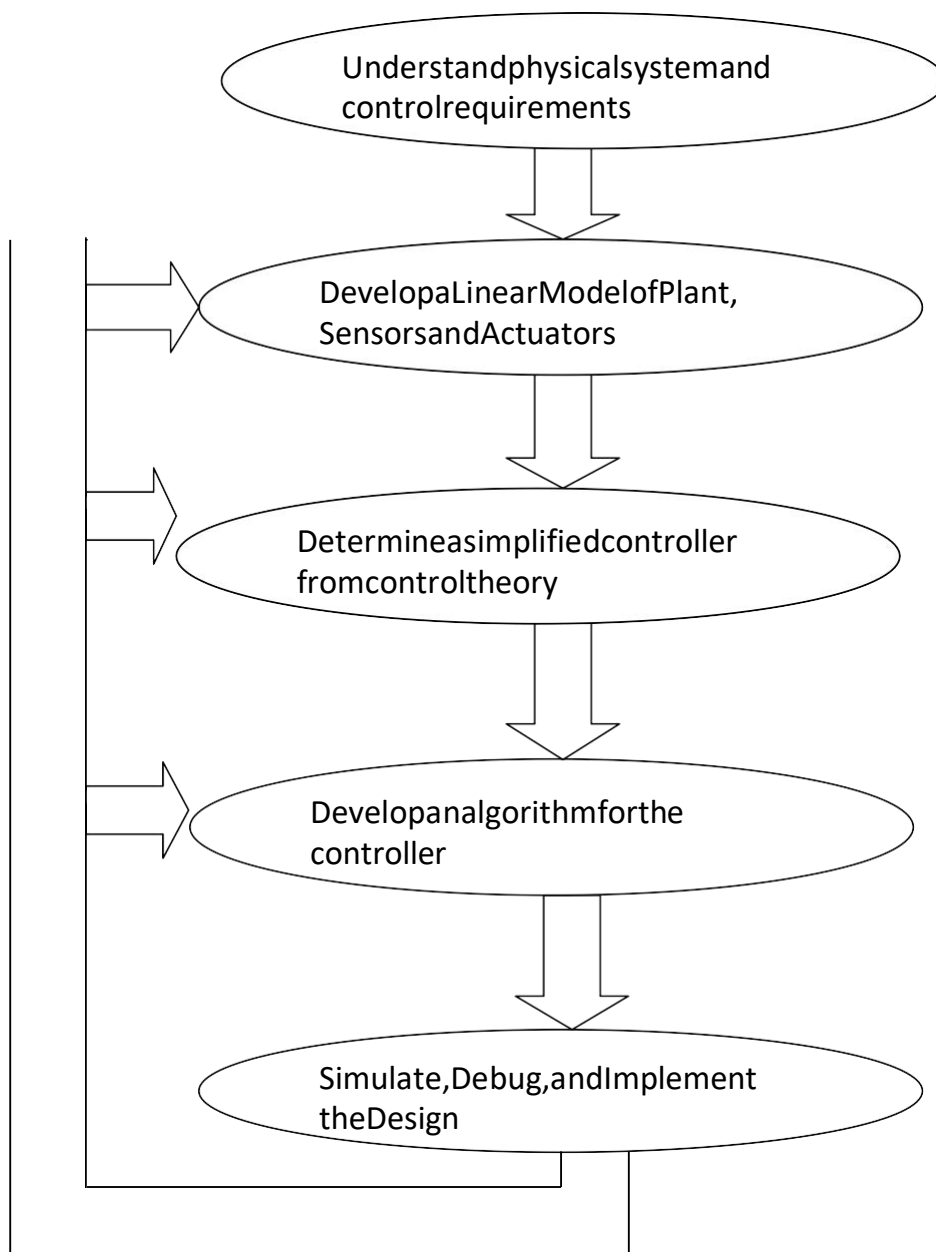 Understandphysicalsystemand
controlrequirements
DevelopaLinearModelofPlant,
SensorsandActuators
Determineasimplifiedcontroller
fromcontroltheory
Developanalgorithmforthe
controller
Simulate,Debug,andImplement
theDesign